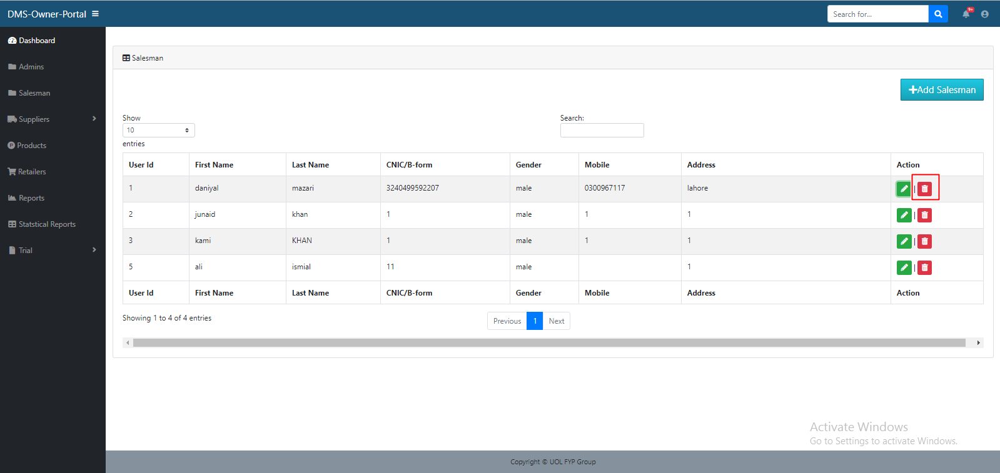 DMS-Owner-Portal
Search for...
9+
Dashboard
Admins
Salesman
Suppliers
Products
Retailers
Reports
Statstical Reports
Trial
Salesman
Add Salesman
Show
10
entries
Search:
User Id First Name Last Name CNIC/B-form Gender Mobile Address Action
1 daniyal mazari 3240499592207 male 0300967117 lahore |
2 junaid khan 1 male 1 1 |
3 kami KHAN 1 male 1 1 |
5 ali ismial 11 male 1 |
User Id First Name Last Name CNIC/B-form Gender Mobile Address Action
Showing 1 to 4 of 4 entries
Previous 1 Next
Activate Windows
Go to Settings to activate Windows.
Copyright © UOL FYP Group